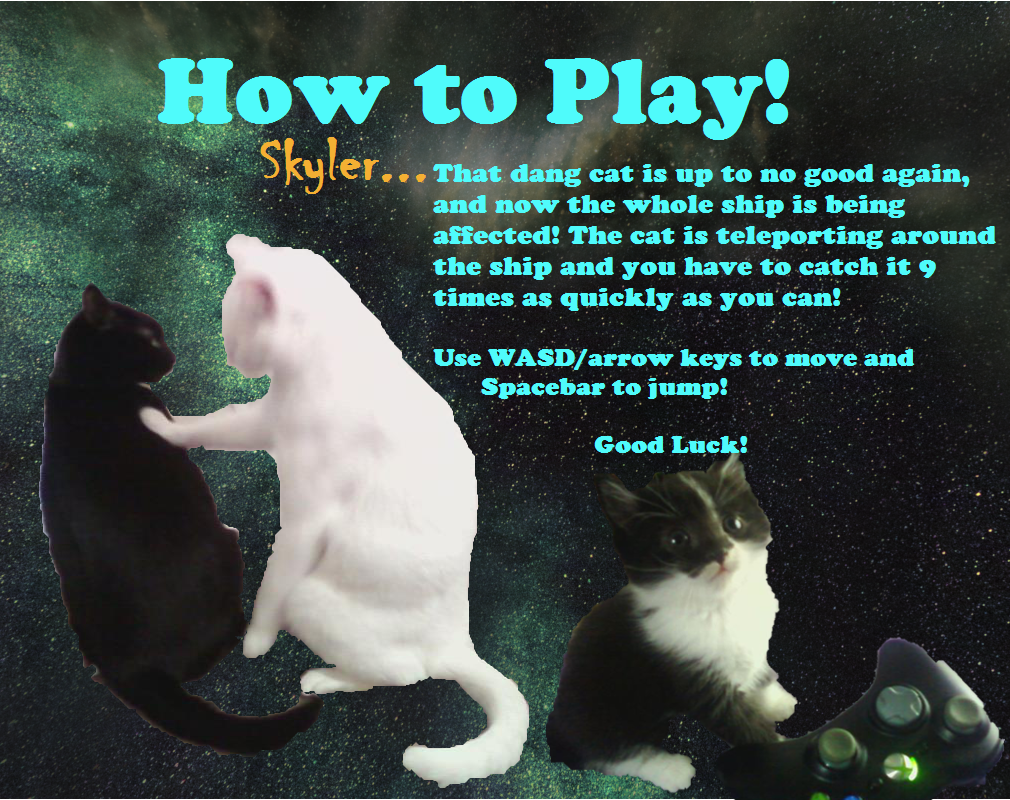 How to Play!
Skyler...
That dang cat is up to no good again,
and now the whole ship is being
affected! The cat is teleporting around
the ship and you have to catch it 9
times as quickly as you can!
Use WASD/arrow keys to move and
Spacebar to jump!
Good Luck!